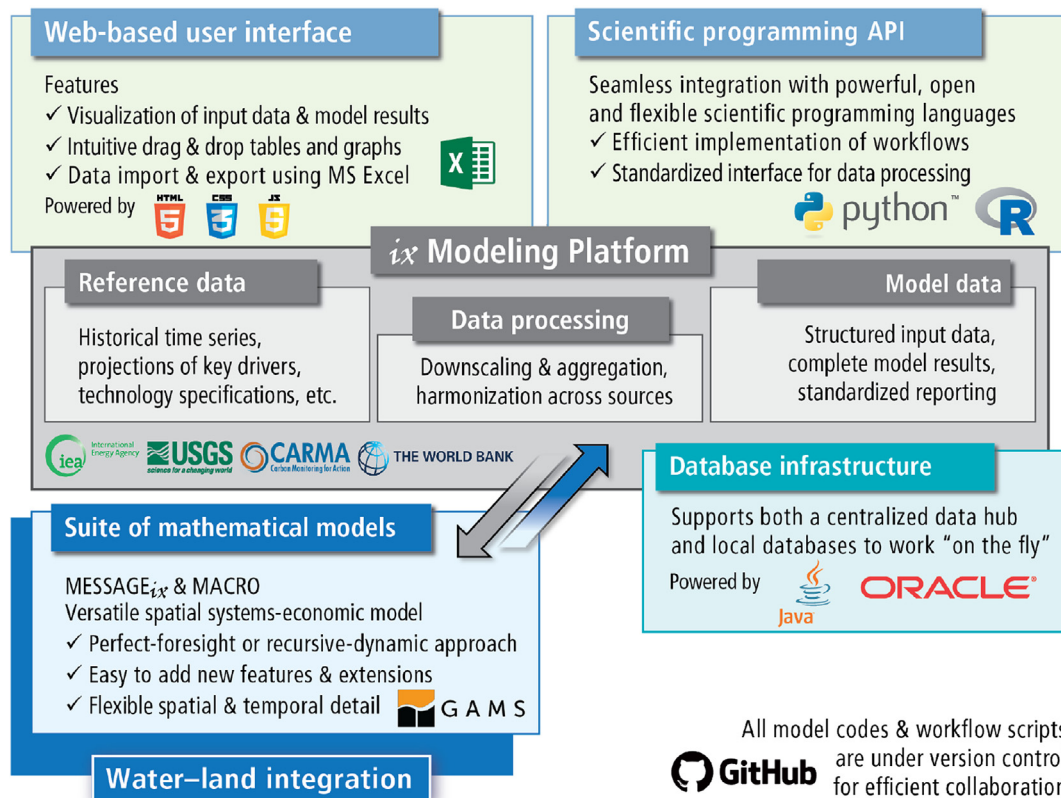 Web-based user interface
Features
✓ Visualization of input data & model results
✓ Intuitive drag & drop tables and graphs
✓ Data import & export using MS Excel
X
Powered by
HTML
5
CSS
3
JS
5
Scientific programming API
Seamless integration with powerful, open
and flexible scientific programming languages
✓ Efficient implementation of workflows
✓ Standardized interface for data processing
python™
R
ix Modeling Platform
Reference data
Historical time series,
projections of key drivers,
technology specifications, etc.
Data processing
Downscaling & aggregation,
harmonization across sources
Model data
Structured input data,
complete model results,
standardized reporting
iea
International
Energy Agency
USGS
science for a changing world
CARMA
Carbon Monitoring for Action
THE WORLD BANK
Database infrastructure
Supports both a centralized data hub
and local databases to work “on the fly”
Powered by
Java
ORACLE®
Suite of mathematical models
MESSAGEix & MACRO
Versatile spatial systems-economic model
✓ Perfect-foresight or recursive-dynamic approach
✓ Easy to add new features & extensions
✓ Flexible spatial & temporal detail
GAMS
Water–land integration
All model codes & workflow scripts
are under version contro
GitHub
for efficient collaboration